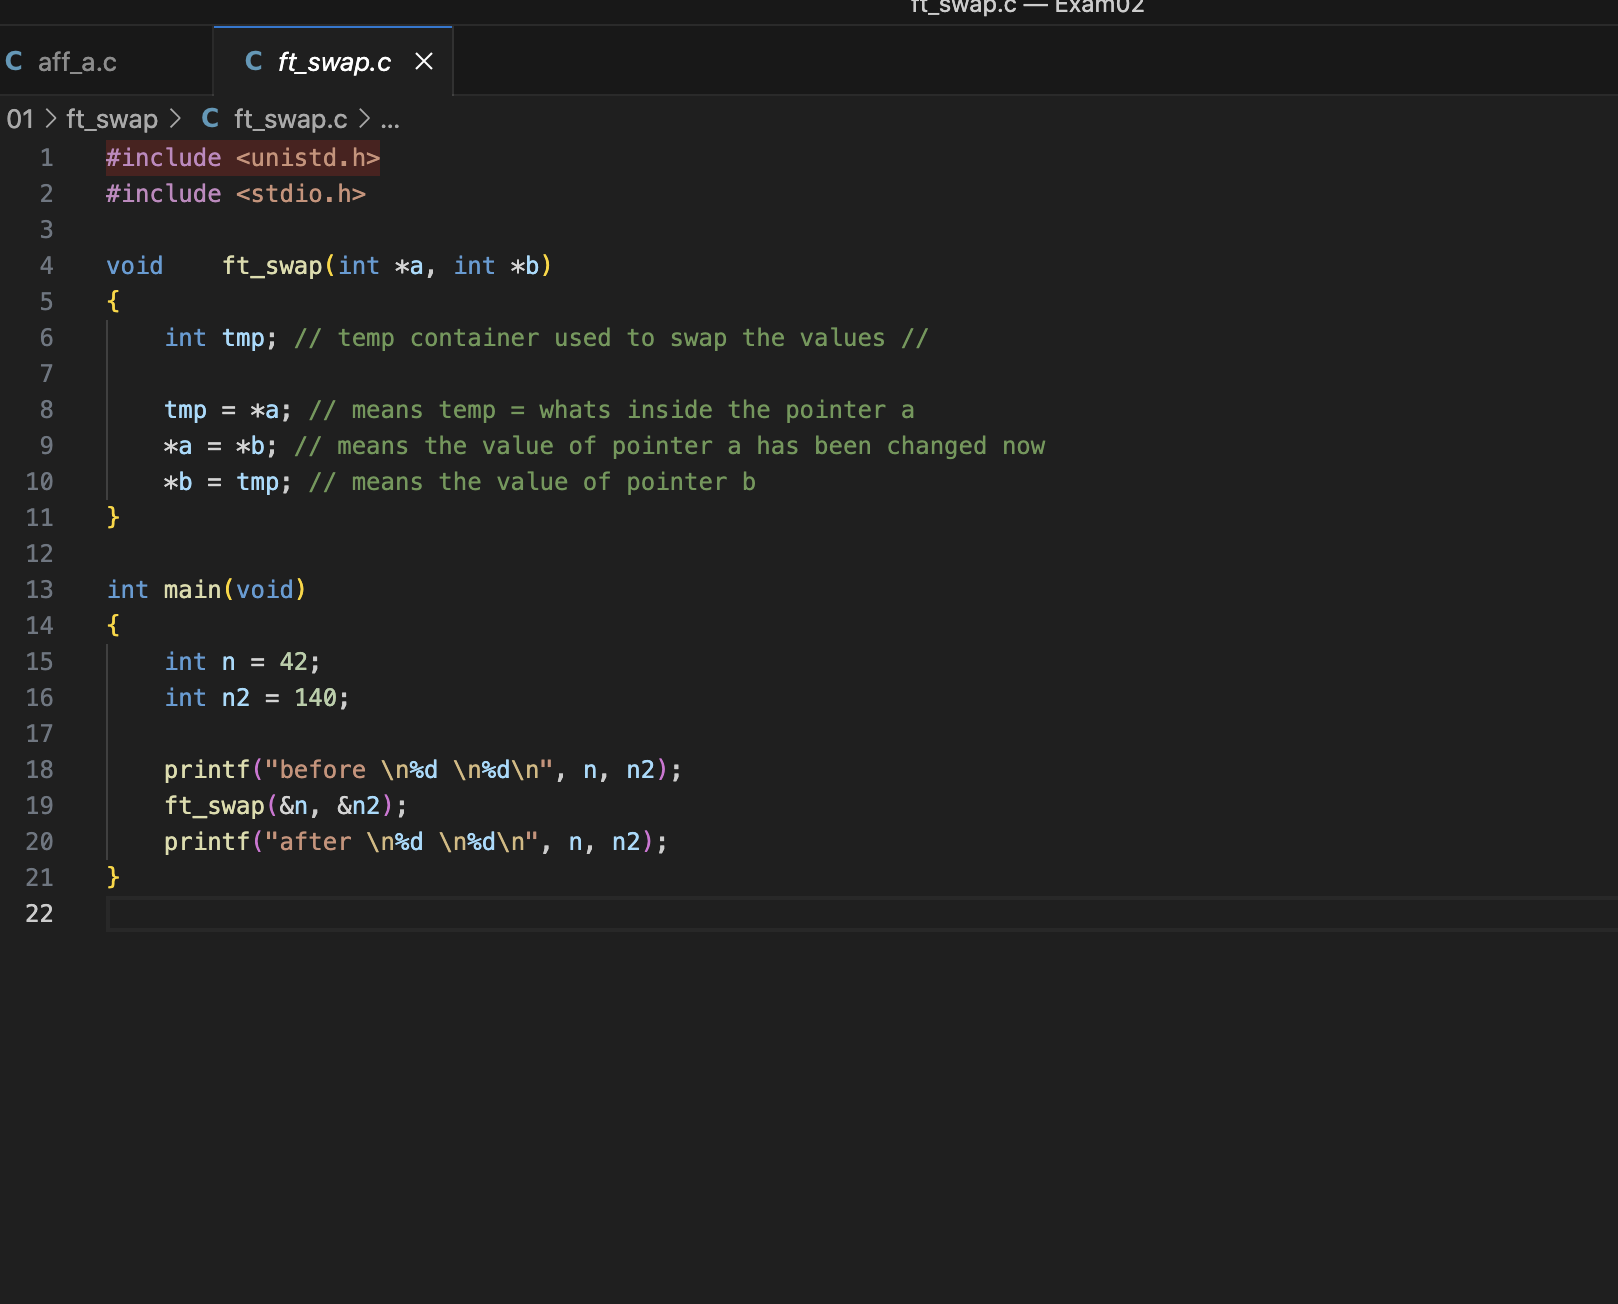 ft_swap.c — Exam02
C aff_a.c C ft_swap.c
01 > ft_swap > C ft_swap.c > ...
1 #include <unistd.h>
2 #include <stdio.h>
3
4 void    ft_swap(int *a, int *b)
5 {
6     int tmp; // temp container used to swap the values //
7
8     tmp = *a; // means temp = whats inside the pointer a
9     *a = *b; // means the value of pointer a has been changed now
10     *b = tmp; // means the value of pointer b
11 }
12
13 int main(void)
14 {
15     int n = 42;
16     int n2 = 140;
17
18     printf("before \n%d \n%d\n", n, n2);
19     ft_swap(&n, &n2);
20     printf("after \n%d \n%d\n", n, n2);
21 }
22